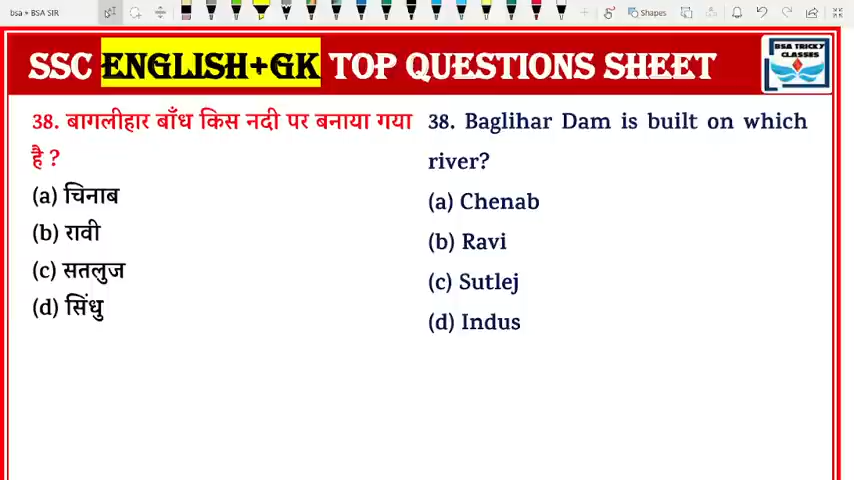 bsa ▸ BSA SIR
Shapes
SSC ENGLISH+GK TOP QUESTIONS SHEET
BSA TRICKY
CLASSES
38. बागलीहार बाँध किस नदी पर बनाया गया
है ?
(a) चिनाब
(b) रावी
(c) सतलुज
(d) सिंधु
38. Baglihar Dam is built on which
river?
(a) Chenab
(b) Ravi
(c) Sutlej
(d) Indus